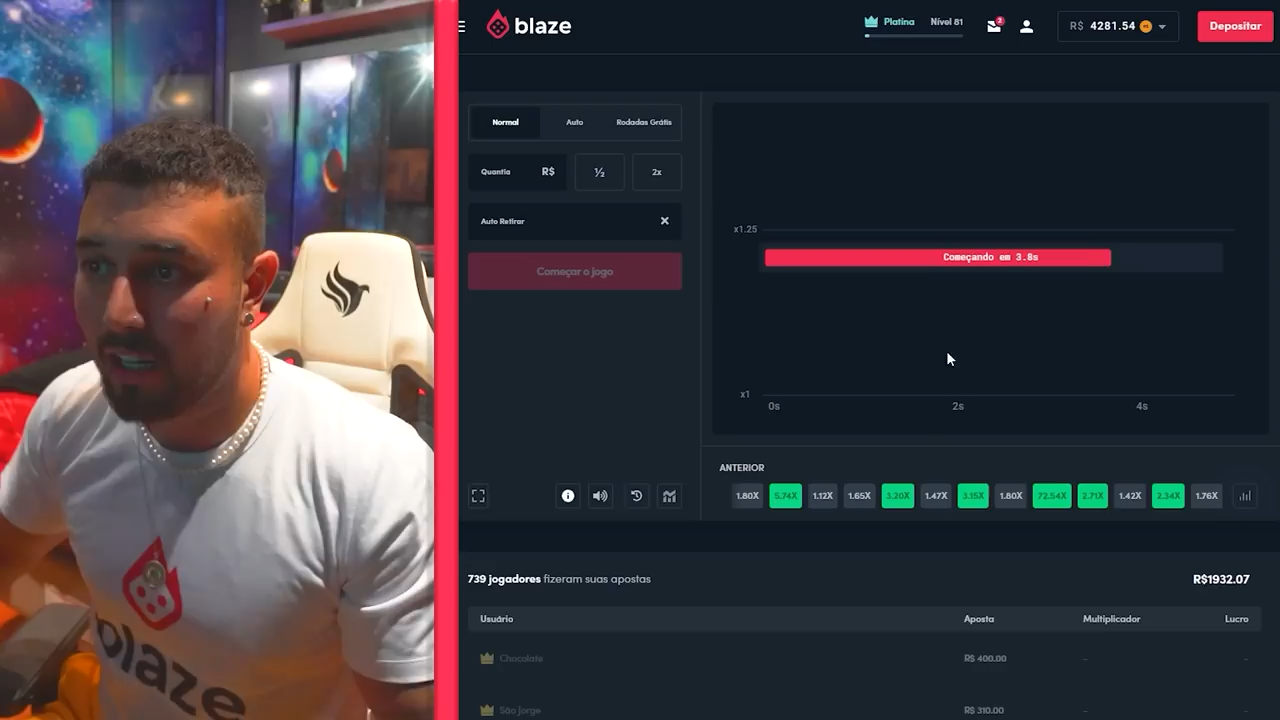 blaze
Platina Nível 81
2
R$ 4281.54
Depositar
Normal Auto Rodadas Grátis
Quantia R$ ½ 2x
Auto Retirar
Começar o jogo
x1.25
Começando em 3.8s
x1
0s 2s 4s
ANTERIOR
1.80X 5.74X 1.12X 1.65X 3.20X 1.47X 3.15X 1.80X 72.54X 2.71X 1.42X 2.34X 1.76X
739 jogadores fizeram suas apostas R$1932.07
Usuário Aposta Multiplicador Lucro
Chocolate R$ 400.00 - -
São Jorge R$ 310.00 - -
blaze